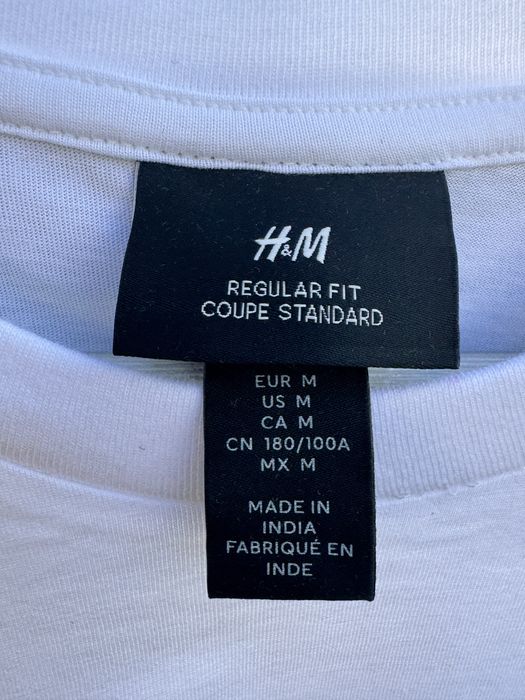 H&M
REGULAR FIT
COUPE STANDARD
EUR M
US M
CA M
CN 180/100A
MX M
MADE IN
INDIA
FABRIQUÉ EN
INDE